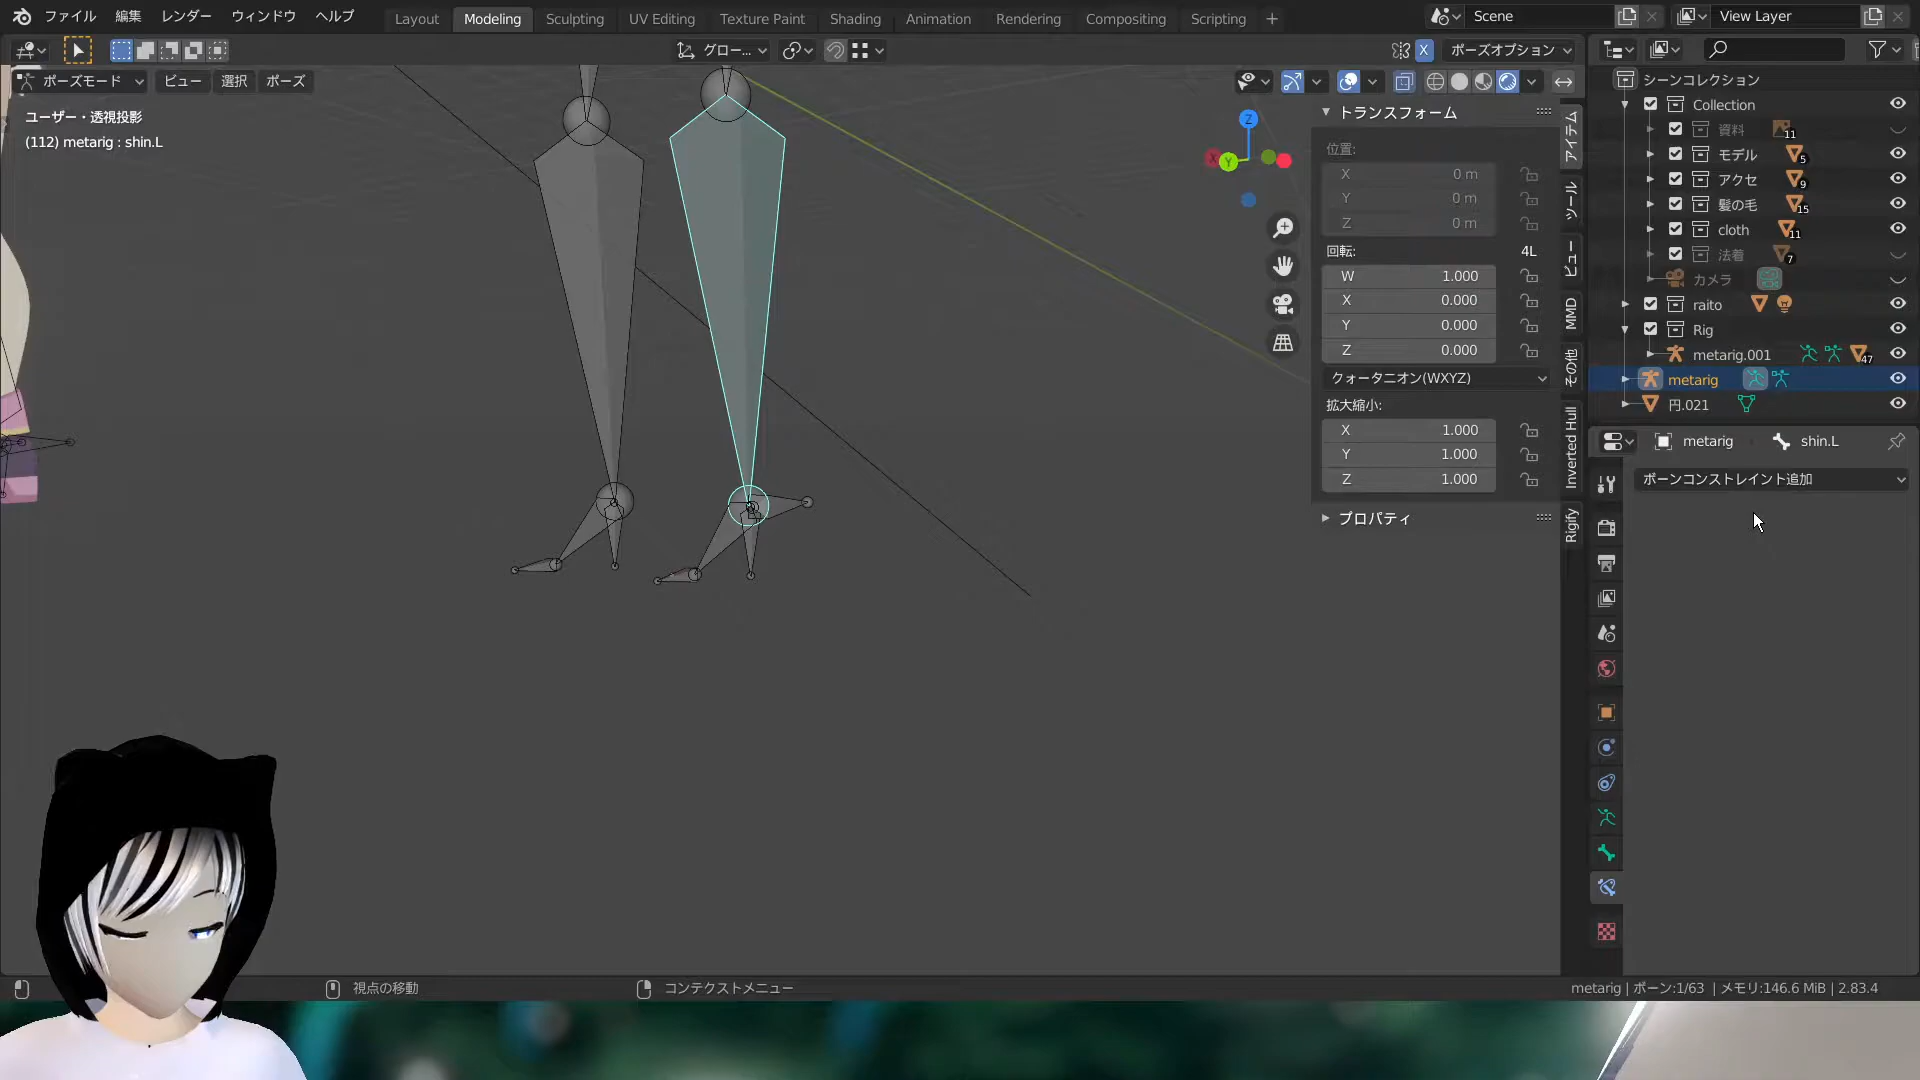 ファイル 編集 レンダー ウィンドウ ヘルプ Layout Modeling Sculpting UV Editing Texture Paint Shading Animation Rendering Compositing Scripting + Scene View Layer
グロー... X ポーズオプション
ポーズモード ビュー 選択 ポーズ
ユーザー・透視投影
(112) metarig : shin.L
Z
X
Y
トランスフォーム
位置:
X 0 m
Y 0 m
Z 0 m
回転: 4L
W 1.000
X 0.000
Y 0.000
Z 0.000
クォータニオン(WXYZ)
拡大縮小:
X 1.000
Y 1.000
Z 1.000
プロパティ
アイテム
ツール
ビュー
MMD
その他
Inverted Hull
Rigify
シーンコレクション
Collection
資料 11
モデル 5
アクセ 9
髪の毛 15
cloth 11
法着 7
カメラ
raito
Rig
metarig.001 47
metarig
円.021
metarig shin.L
ボーンコンストレイント追加
視点の移動 コンテクストメニュー metarig | ボーン:1/63 | メモリ:146.6 MiB | 2.83.4